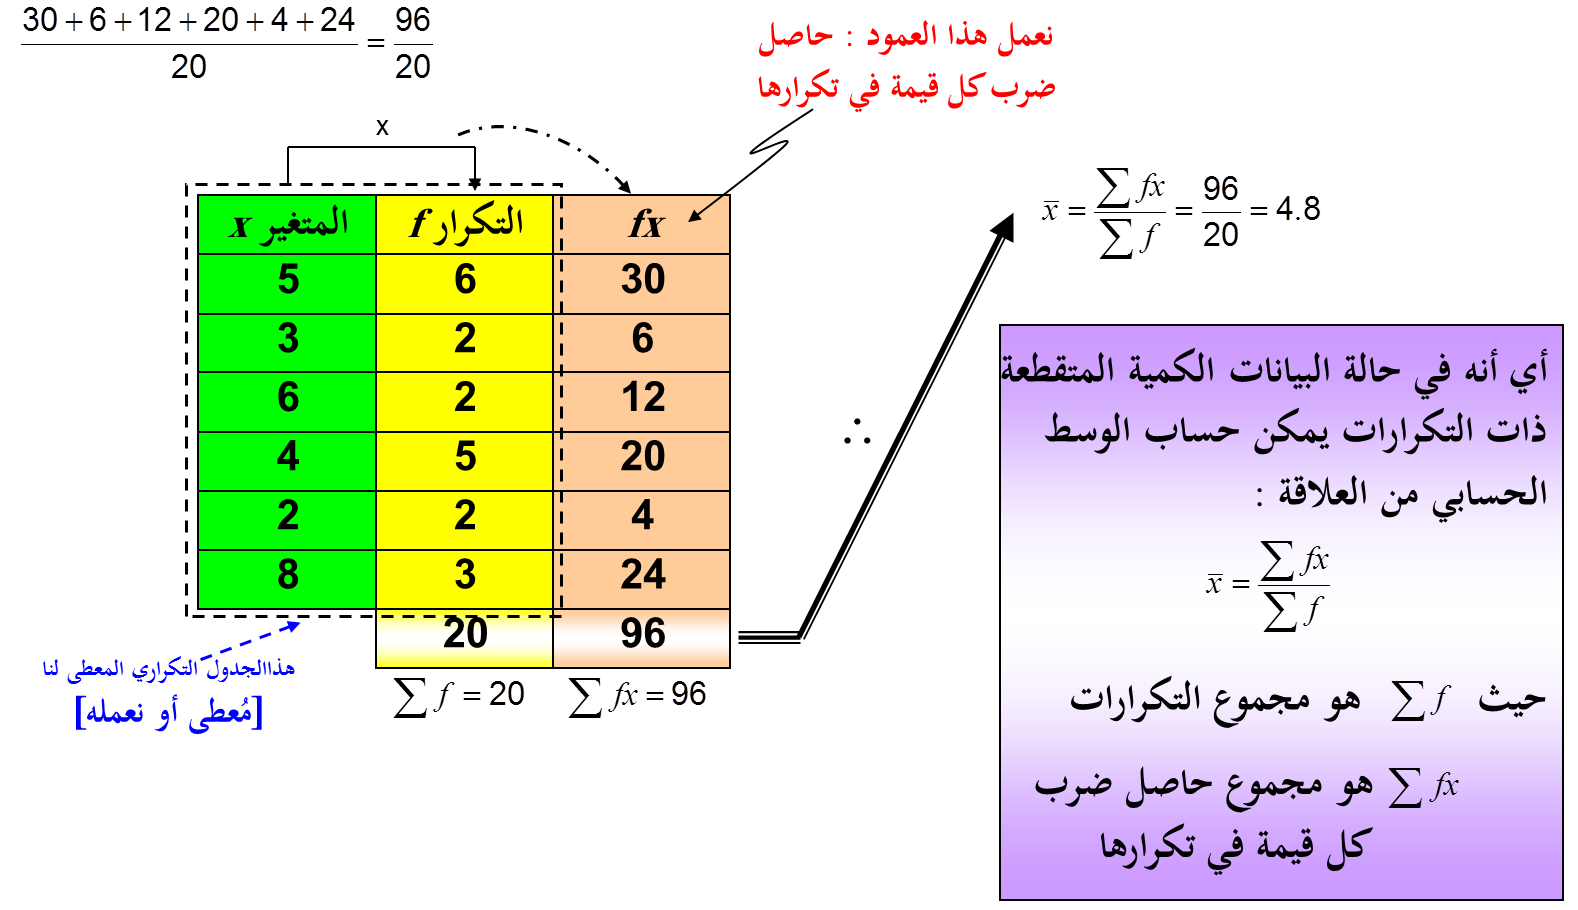 30 + 6 + 12 + 20 + 4 + 24 / 20 = 96 / 20
نعمل هذا العمود : حاصل
ضرب كل قيمة في تكرارها
x
المتغير x | التكرار f | fx
5 | 6 | 30
3 | 2 | 6
6 | 2 | 12
4 | 5 | 20
2 | 2 | 4
8 | 3 | 24
20 | 96
∑ f = 20 ∑ fx = 96
هذاالجدول التكراري المعطى لنا
[مُعطى أو نعمله]
∴
x̅ = ∑ fx / ∑ f = 96 / 20 = 4.8
أي أنه في حالة البيانات الكمية المتقطعة
ذات التكرارات يمكن حساب الوسط
الحسابي من العلاقة :
x̅ = ∑ fx / ∑ f
حيث ∑ f هو مجموع التكرارات
∑ fx هو مجموع حاصل ضرب
كل قيمة في تكرارها